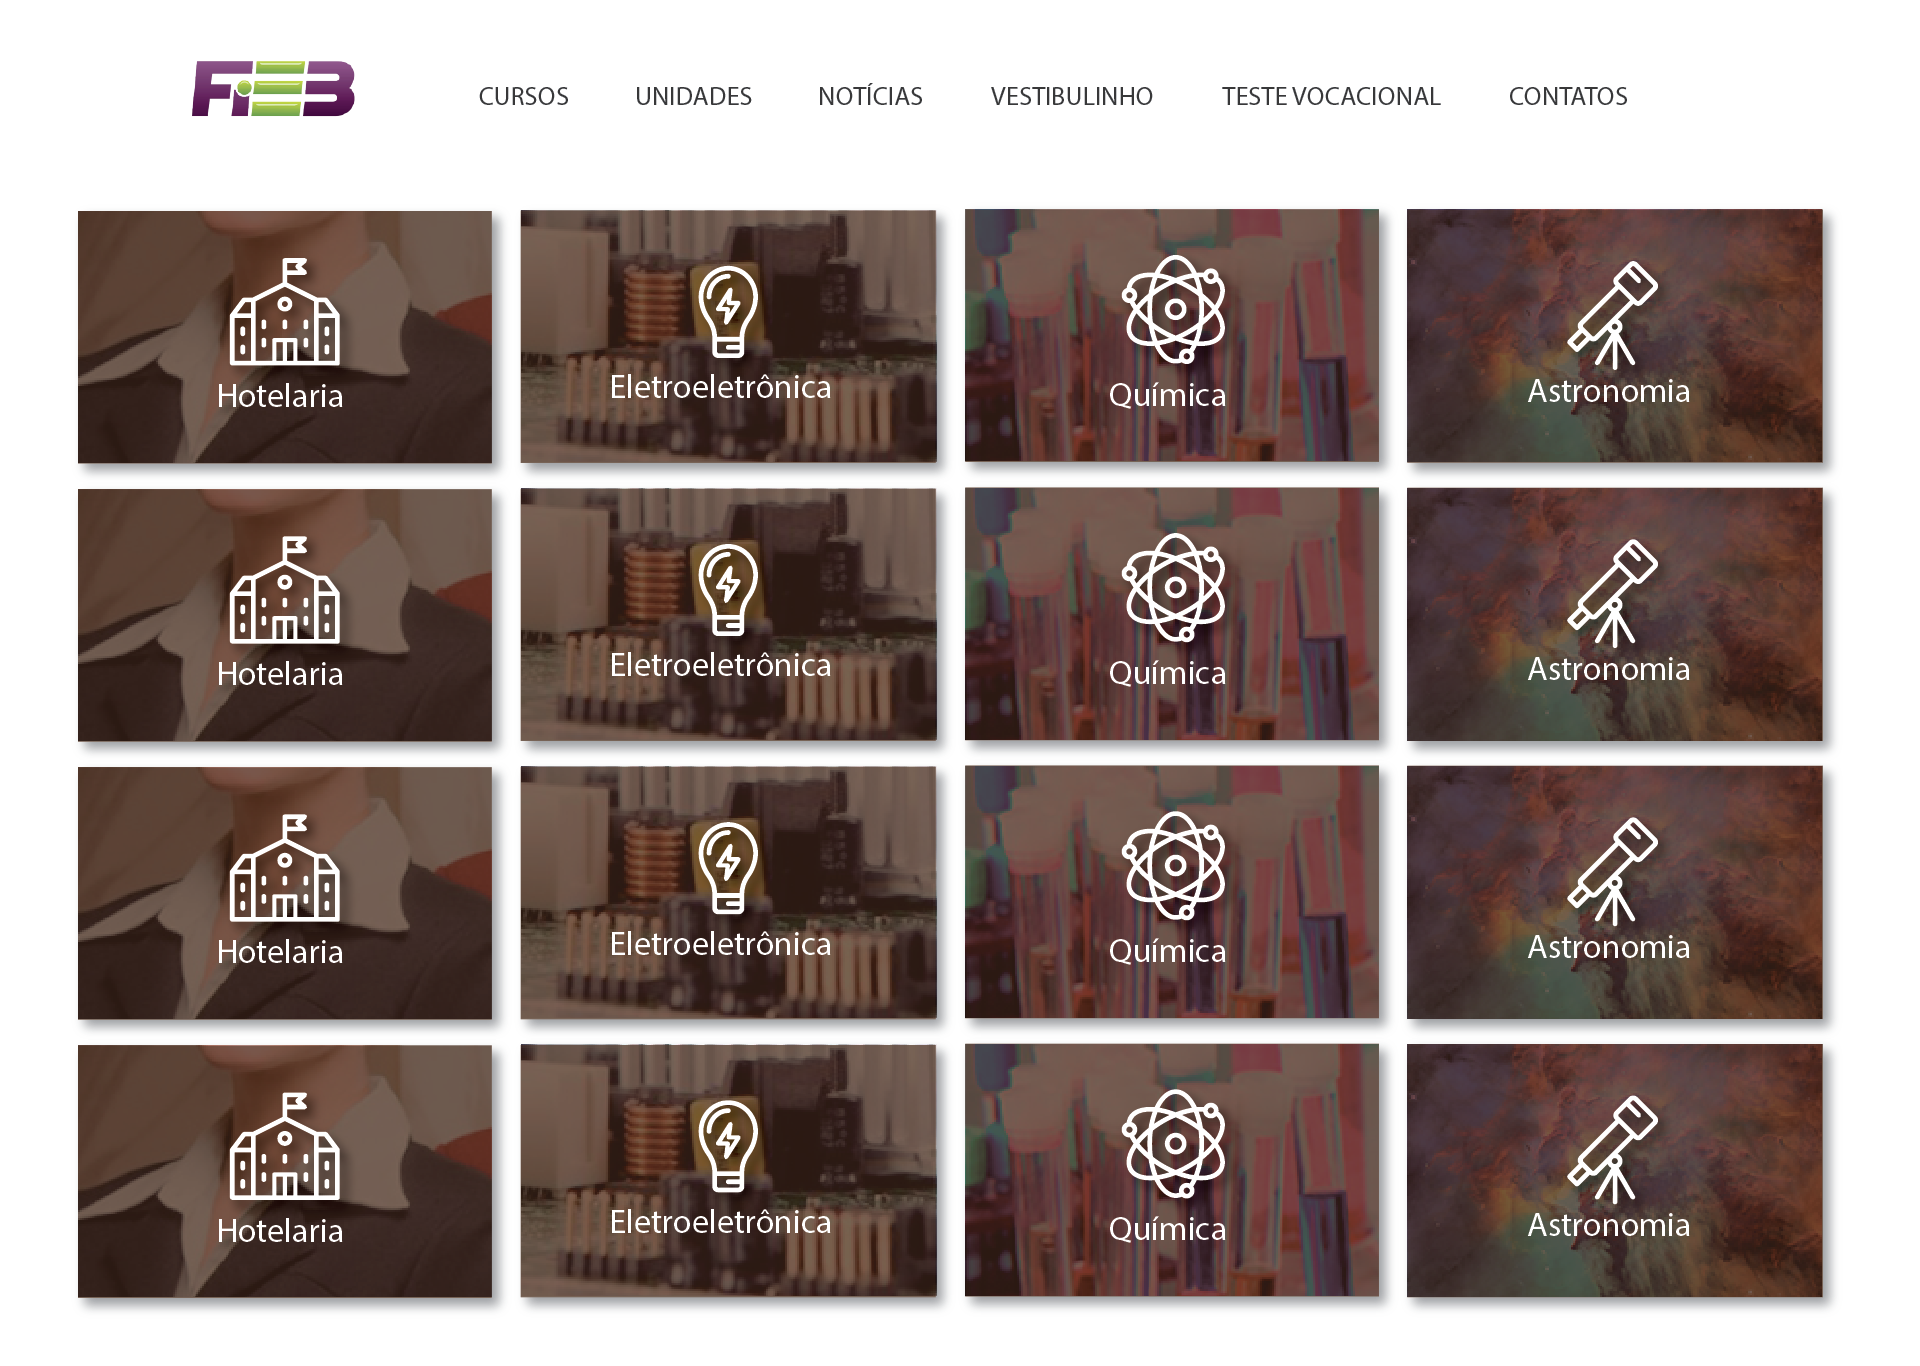 FIEB
CURSOS UNIDADES NOTÍCIAS VESTIBULINHO TESTE VOCACIONAL CONTATOS
Hotelaria Eletroeletrônica Química Astronomia
Hotelaria Eletroeletrônica Química Astronomia
Hotelaria Eletroeletrônica Química Astronomia
Hotelaria Eletroeletrônica Química Astronomia